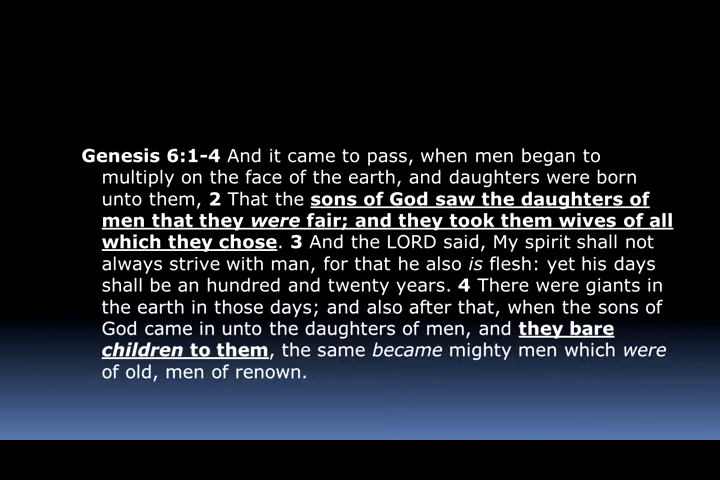 Genesis 6:1-4 And it came to pass, when men began to
multiply on the face of the earth, and daughters were born
unto them, 2 That the sons of God saw the daughters of
men that they were fair; and they took them wives of all
which they chose. 3 And the LORD said, My spirit shall not
always strive with man, for that he also is flesh: yet his days
shall be an hundred and twenty years. 4 There were giants in
the earth in those days; and also after that, when the sons of
God came in unto the daughters of men, and they bare
children to them, the same became mighty men which were
of old, men of renown.